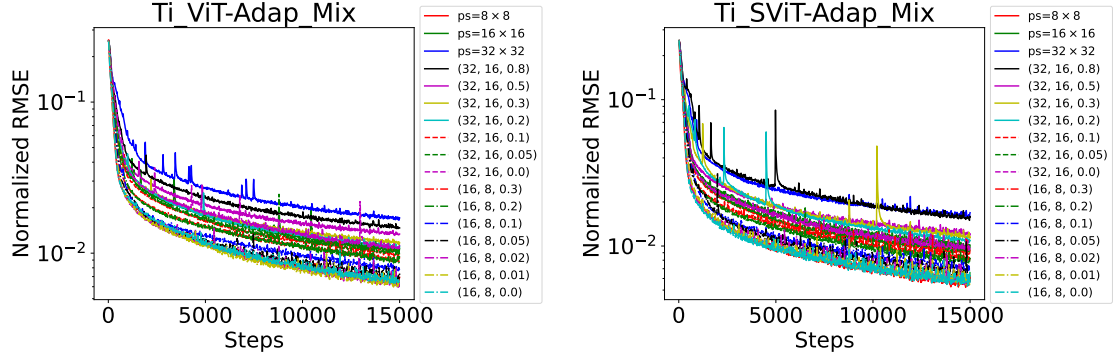 Ti_ViT-Adap_Mix
Normalized RMSE
10⁻¹
10⁻²
0
5000
10000
15000
Steps
ps=8 × 8
ps=16 × 16
ps=32 × 32
(32, 16, 0.8)
(32, 16, 0.5)
(32, 16, 0.3)
(32, 16, 0.2)
(32, 16, 0.1)
(32, 16, 0.05)
(32, 16, 0.0)
(16, 8, 0.3)
(16, 8, 0.2)
(16, 8, 0.1)
(16, 8, 0.05)
(16, 8, 0.02)
(16, 8, 0.01)
(16, 8, 0.0)
Ti_SViT-Adap_Mix
Normalized RMSE
10⁻¹
10⁻²
0
5000
10000
15000
Steps
ps=8 × 8
ps=16 × 16
ps=32 × 32
(32, 16, 0.8)
(32, 16, 0.5)
(32, 16, 0.3)
(32, 16, 0.2)
(32, 16, 0.1)
(32, 16, 0.05)
(32, 16, 0.0)
(16, 8, 0.3)
(16, 8, 0.2)
(16, 8, 0.1)
(16, 8, 0.05)
(16, 8, 0.02)
(16, 8, 0.01)
(16, 8, 0.0)